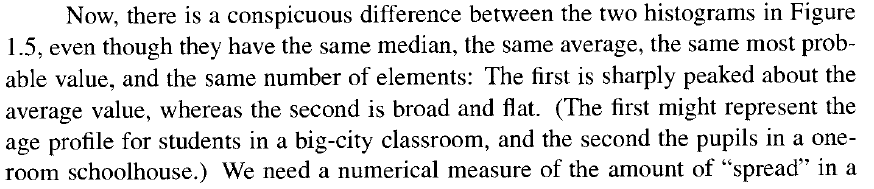 Now, there is a conspicuous difference between the two histograms in Figure
1.5, even though they have the same median, the same average, the same most prob-
able value, and the same number of elements: The first is sharply peaked about the
average value, whereas the second is broad and flat. (The first might represent the
age profile for students in a big-city classroom, and the second the pupils in a one-
room schoolhouse.) We need a numerical measure of the amount of “spread” in a